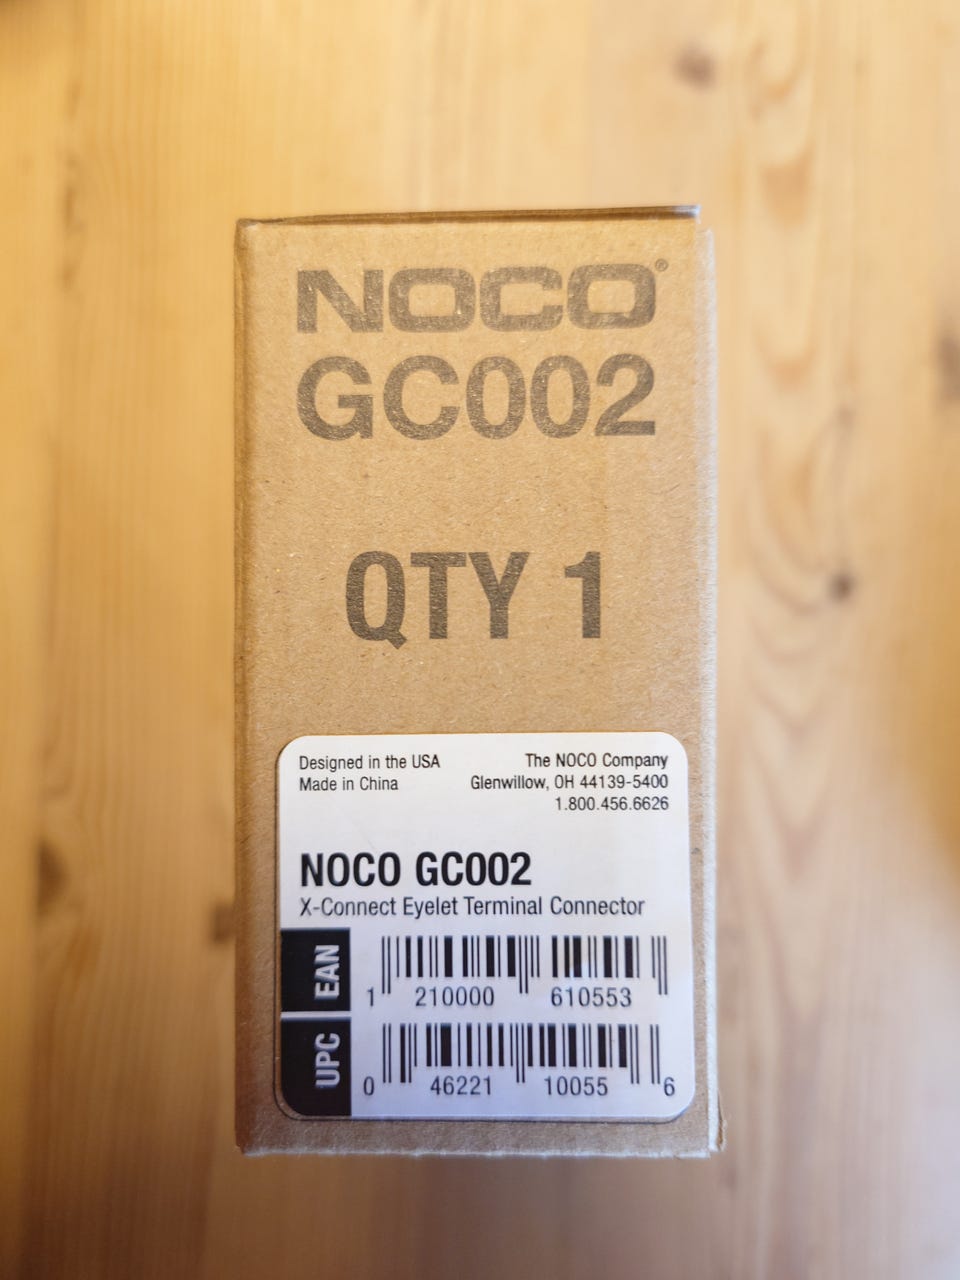 NOCO®
GC002
QTY 1
Designed in the USA
Made in China
The NOCO Company
Glenwillow, OH 44139-5400
1.800.456.6626
NOCO GC002
X-Connect Eyelet Terminal Connector
EAN
1 210000 610553
UPC
0 46221 10055 6